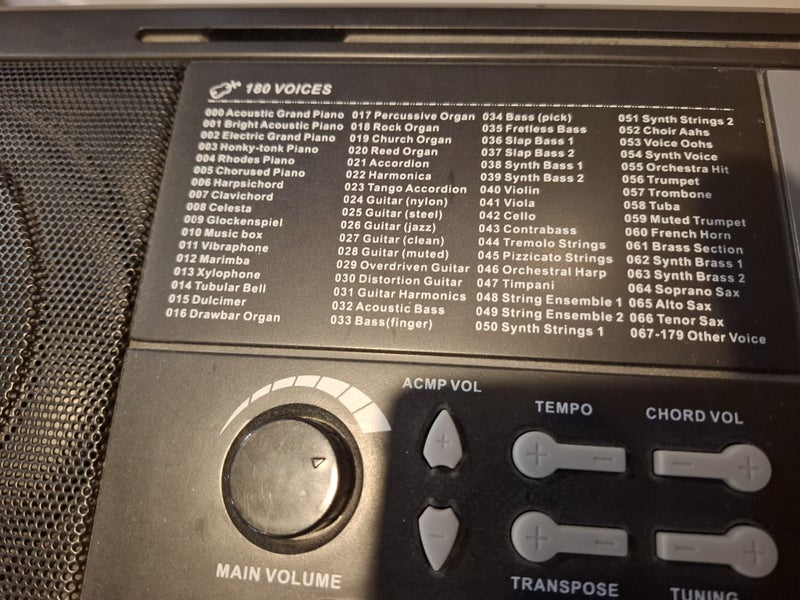 180 VOICES
000 Acoustic Grand Piano
001 Bright Acoustic Piano
002 Electric Grand Piano
003 Honky-tonk Piano
004 Rhodes Piano
005 Chorused Piano
006 Harpsichord
007 Clavichord
008 Celesta
009 Glockenspiel
010 Music box
011 Vibraphone
012 Marimba
013 Xylophone
014 Tubular Bell
015 Dulcimer
016 Drawbar Organ
017 Percussive Organ
018 Rock Organ
019 Church Organ
020 Reed Organ
021 Accordion
022 Harmonica
023 Tango Accordion
024 Guitar (nylon)
025 Guitar (steel)
026 Guitar (jazz)
027 Guitar (clean)
028 Guitar (muted)
029 Overdriven Guitar
030 Distortion Guitar
031 Guitar Harmonics
032 Acoustic Bass
033 Bass(finger)
034 Bass (pick)
035 Fretless Bass
036 Slap Bass 1
037 Slap Bass 2
038 Synth Bass 1
039 Synth Bass 2
040 Violin
041 Viola
042 Cello
043 Contrabass
044 Tremolo Strings
045 Pizzicato Strings
046 Orchestral Harp
047 Timpani
048 String Ensemble 1
049 String Ensemble 2
050 Synth Strings 1
051 Synth Strings 2
052 Choir Aahs
053 Voice Oohs
054 Synth Voice
055 Orchestra Hit
056 Trumpet
057 Trombone
058 Tuba
059 Muted Trumpet
060 French Horn
061 Brass Section
062 Synth Brass 1
063 Synth Brass 2
064 Soprano Sax
065 Alto Sax
066 Tenor Sax
067-179 Other Voice
ACMP VOL
TEMPO
CHORD VOL
+
+ -
- +
-
+ -
- +
MAIN VOLUME
TRANSPOSE
TUNING